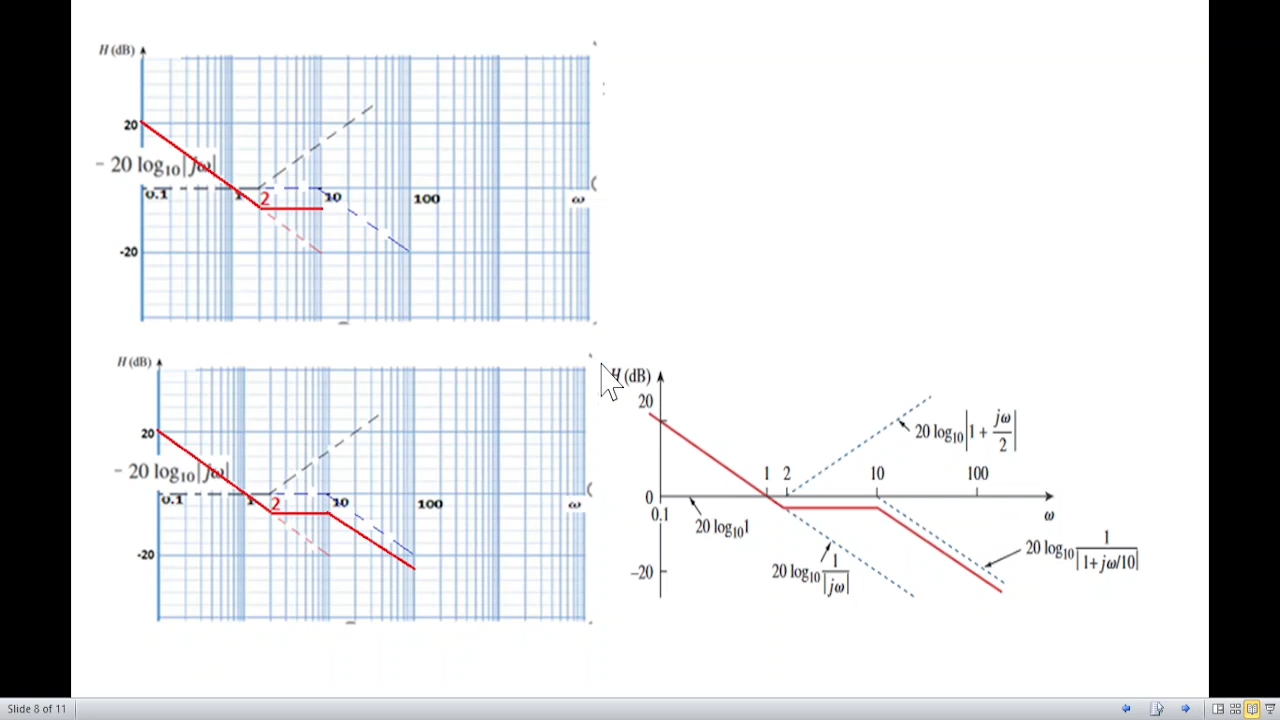 H (dB)
20
− 20 log10|jω|
0.1
1
2
10
100
ω
-20
H (dB)
20
− 20 log10|jω|
0.1
1
2
10
100
ω
-20
H (dB)
20
20 log10|1 + jω/2|
1 2 10 100
0
0.1
ω
20 log101
20 log10 1/|1+jω/10|
−20
20 log10 1/|jω|
Slide 8 of 11